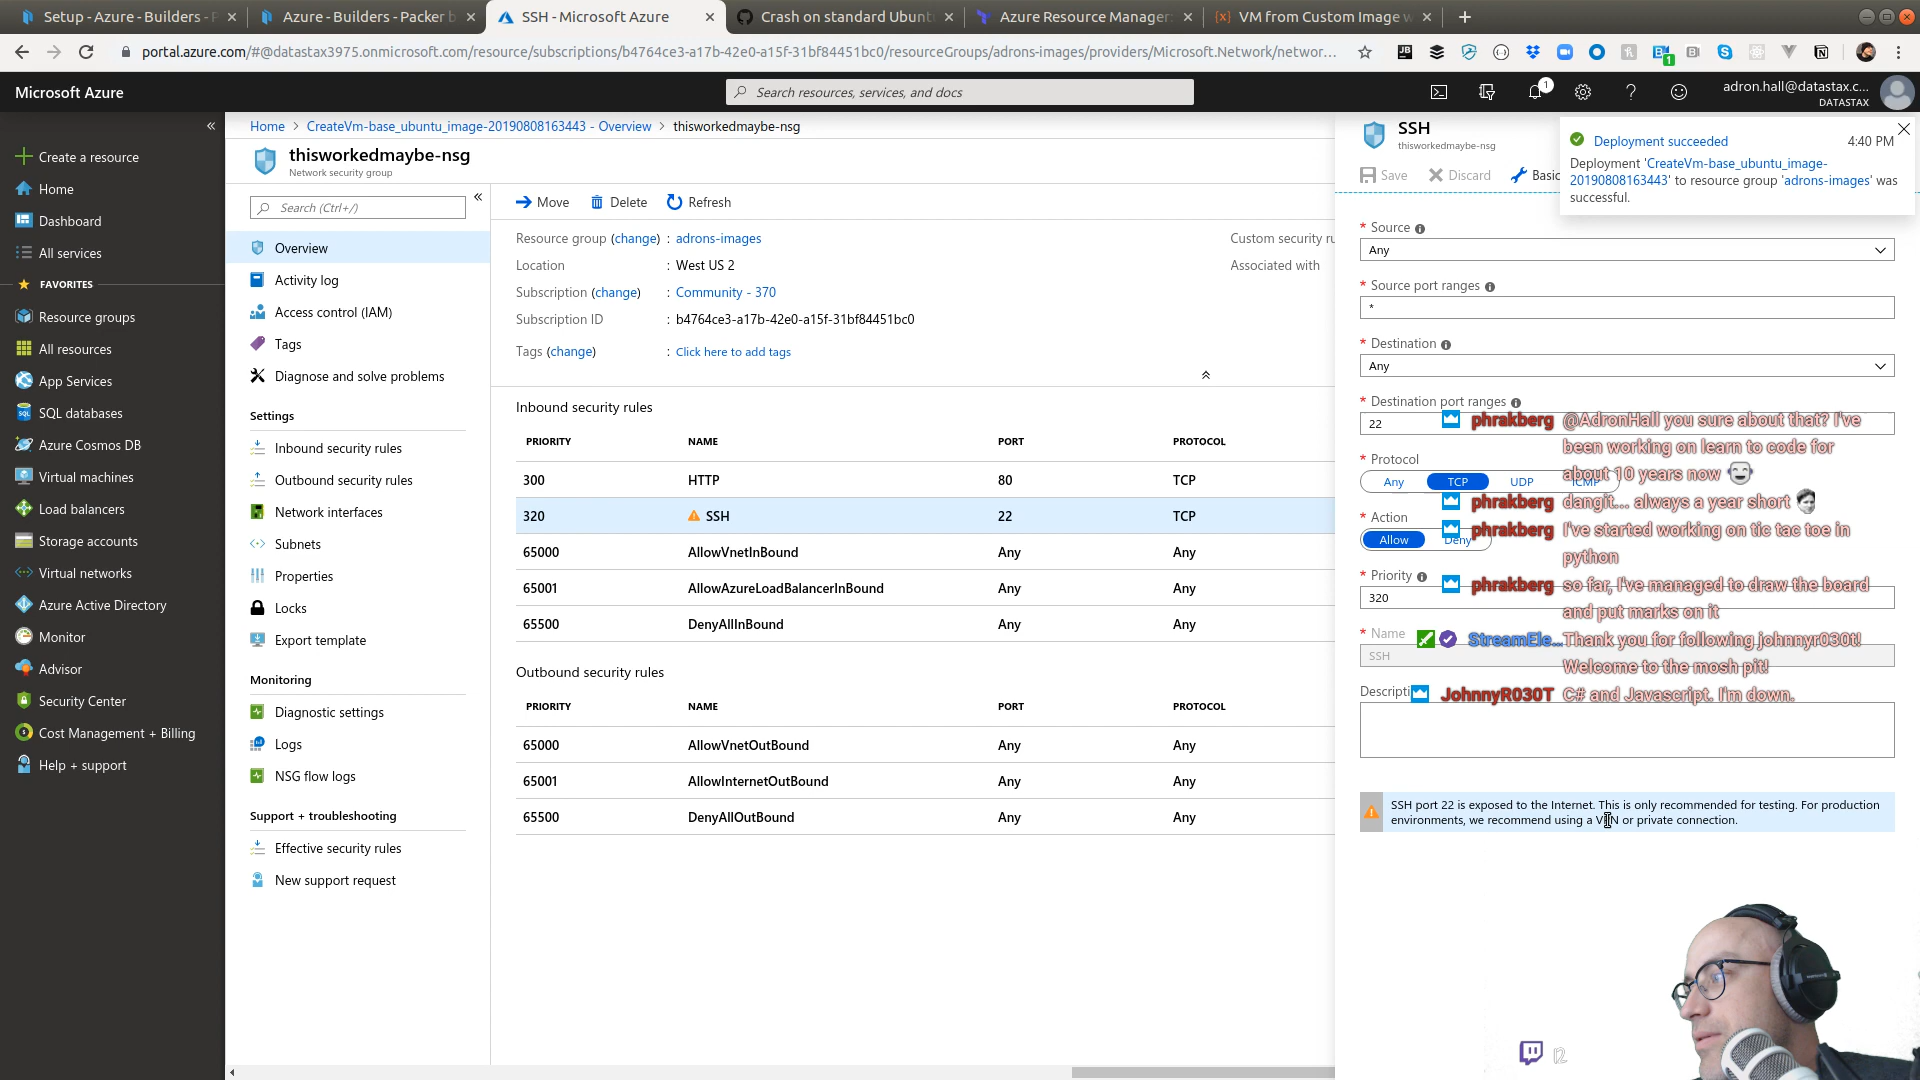 Setup - Azure - Builders - P
Azure - Builders - Packer b
SSH - Microsoft Azure
Crash on standard Ubuntu
Azure Resource Manager:
VM from Custom Image w
portal.azure.com/#@datastax3975.onmicrosoft.com/resource/subscriptions/b4764ce3-a17b-42e0-a15f-31bf84451bc0/resourceGroups/adrons-images/providers/Microsoft.Network/networ...
Microsoft Azure
Search resources, services, and docs
1
adron.hall@datastax.c...
DATASTAX
Create a resource
Home
Dashboard
All services
FAVORITES
Resource groups
All resources
App Services
SQL databases
Azure Cosmos DB
Virtual machines
Load balancers
Storage accounts
Virtual networks
Azure Active Directory
Monitor
Advisor
Security Center
Cost Management + Billing
Help + support
Home > CreateVm-base_ubuntu_image-20190808163443 - Overview > thisworkedmaybe-nsg
thisworkedmaybe-nsg
Network security group
Search (Ctrl+/)
Overview
Activity log
Access control (IAM)
Tags
Diagnose and solve problems
Settings
Inbound security rules
Outbound security rules
Network interfaces
Subnets
Properties
Locks
Export template
Monitoring
Diagnostic settings
Logs
NSG flow logs
Support + troubleshooting
Effective security rules
New support request
Move Delete Refresh
Resource group (change) : adrons-images
Location : West US 2
Subscription (change) : Community - 370
Subscription ID : b4764ce3-a17b-42e0-a15f-31bf84451bc0
Tags (change) : Click here to add tags
Custom security ru
Associated with
Inbound security rules
PRIORITY NAME PORT PROTOCOL
300 HTTP 80 TCP
320 SSH 22 TCP
65000 AllowVnetInBound Any Any
65001 AllowAzureLoadBalancerInBound Any Any
65500 DenyAllInBound Any Any
Outbound security rules
PRIORITY NAME PORT PROTOCOL
65000 AllowVnetOutBound Any Any
65001 AllowInternetOutBound Any Any
65500 DenyAllOutBound Any Any
SSH
thisworkedmaybe-nsg
Save Discard Basic
Deployment succeeded 4:40 PM
Deployment 'CreateVm-base_ubuntu_image-
20190808163443' to resource group 'adrons-images' was
successful.
* Source
Any
* Source port ranges
*
* Destination
Any
* Destination port ranges
22
* Protocol
Any TCP UDP ICMP
* Action
Allow Deny
* Priority
320
* Name
SSH
Descripti
phrakberg @AdronHall you sure about that? I've
been working on learn to code for
about 10 years now
phrakberg dangit... always a year short
phrakberg I've started working on tic tac toe in
python
phrakberg so far, I've managed to draw the board
and put marks on it
StreamEle... Thank you for following johnnyr030t!
Welcome to the mosh pit!
JohnnyR030T C# and Javascript. I'm down.
SSH port 22 is exposed to the Internet. This is only recommended for testing. For production
environments, we recommend using a VPN or private connection.